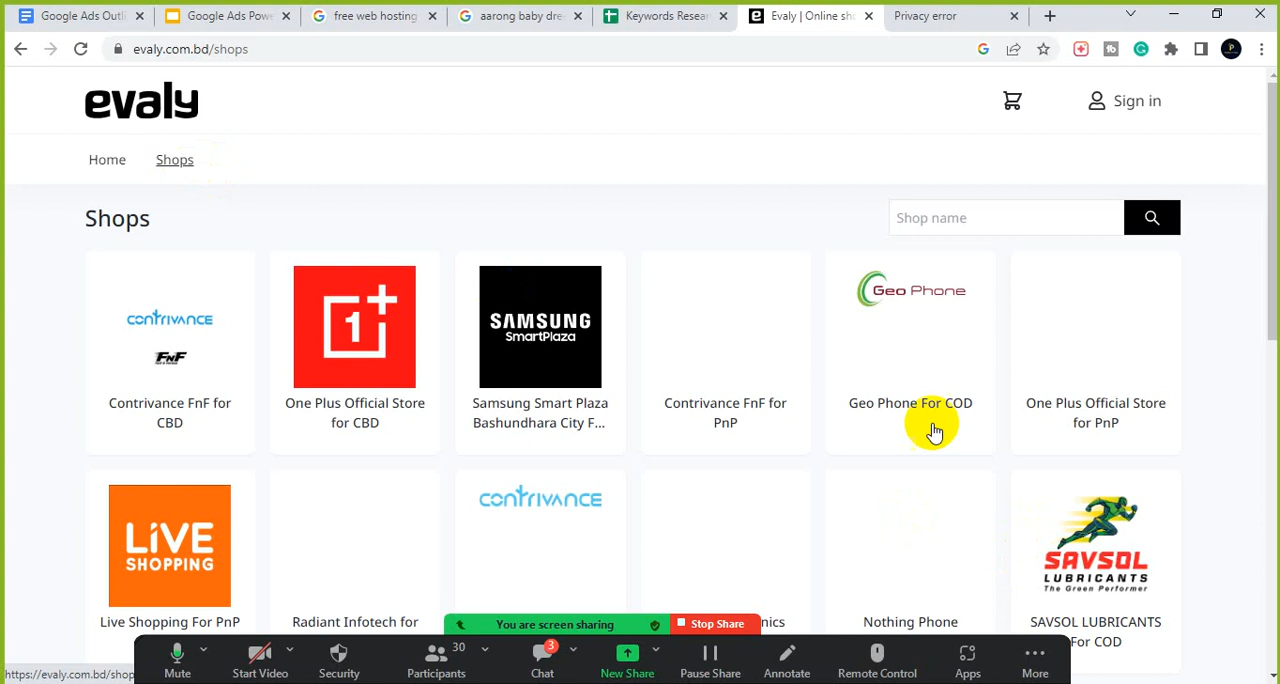 Google Ads Outli
Google Ads Powe
free web hosting
aarong baby dre
Keywords Resear
Evaly | Online sho
Privacy error
evaly.com.bd/shops
evaly
Sign in
Home
Shops
Shops
Shop name
CONTRIVANCE
FnF
1+
SAMSUNG
SmartPlaza
Geo Phone
Contrivance FnF for
CBD
One Plus Official Store
for CBD
Samsung Smart Plaza
Bashundhara City F...
Contrivance FnF for
PnP
Geo Phone For COD
One Plus Official Store
for PnP
LIVE
SHOPPING
CONTRIVANCE
SAVSOL
LUBRICANTS
The Green Performer
Live Shopping For PnP
Radiant Infotech for
nics
Nothing Phone
SAVSOL LUBRICANTS
For COD
You are screen sharing
Stop Share
https://evaly.com.bd/shop
Mute
Start Video
Security
30
Participants
3
Chat
New Share
Pause Share
Annotate
Remote Control
Apps
More